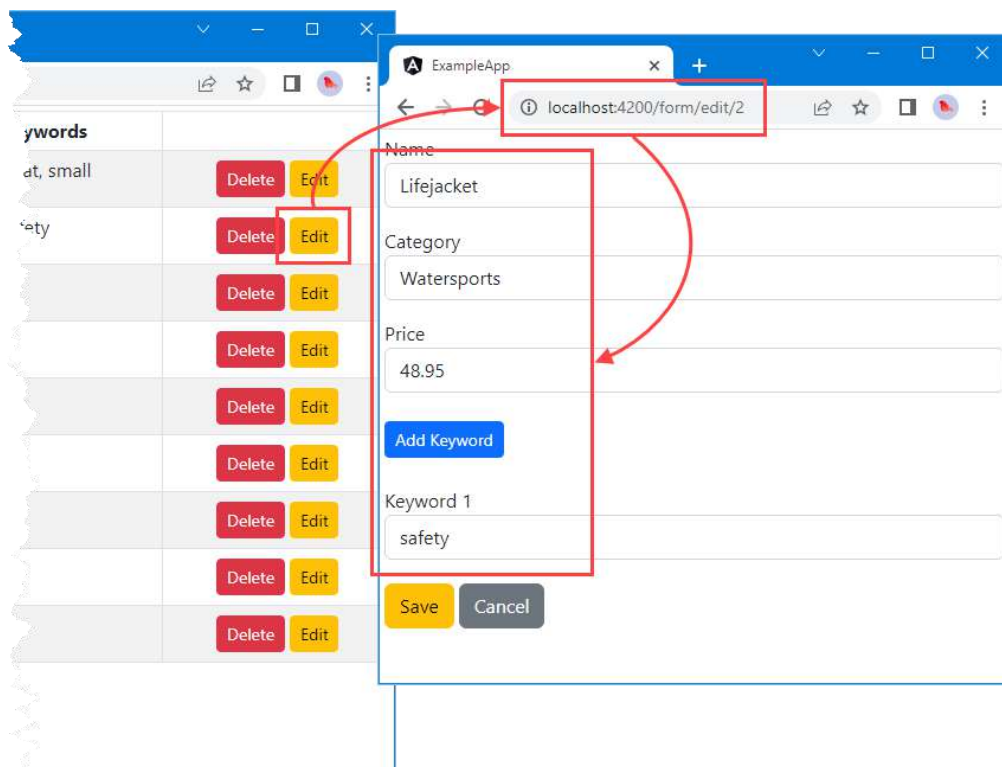 ywords
at, small
Delete Edit
fety
Delete Edit
Delete Edit
Delete Edit
Delete Edit
Delete Edit
Delete Edit
Delete Edit
Delete Edit
ExampleApp
localhost:4200/form/edit/2
Name
Lifejacket
Category
Watersports
Price
48.95
Add Keyword
Keyword 1
safety
Save Cancel